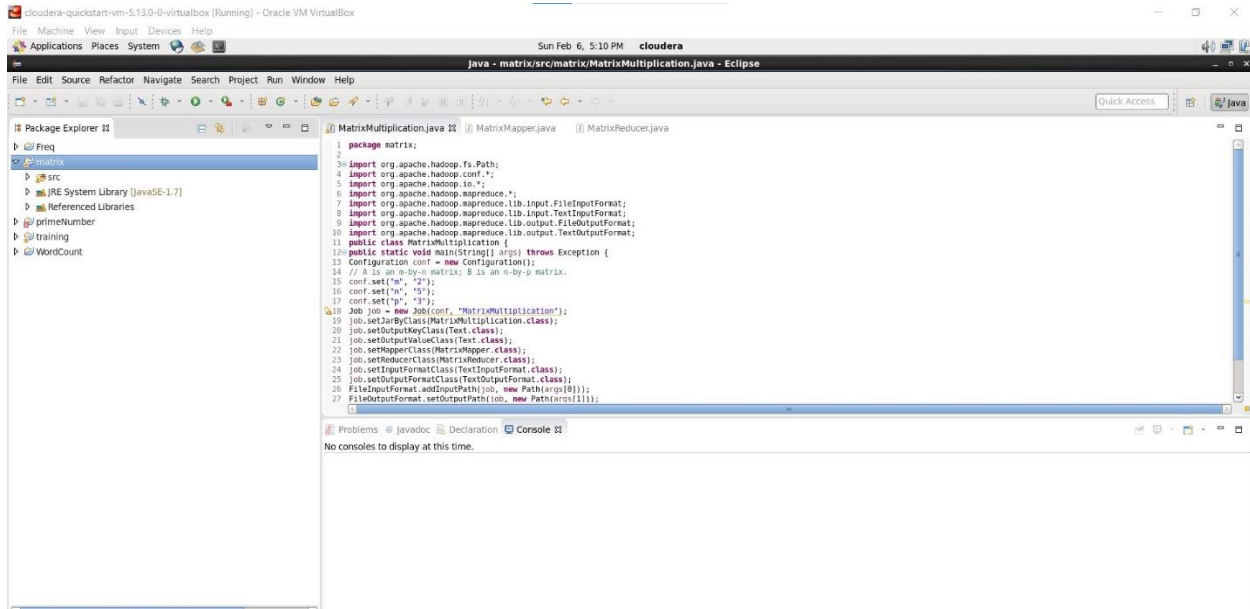 cloudera-quickstart-vm-5.13.0-0-virtualbox [Running] - Oracle VM VirtualBox
File Machine View Input Devices Help
Applications Places System
Sun Feb 6, 5:10 PM cloudera
Java - matrix/src/matrix/MatrixMultiplication.java - Eclipse
File Edit Source Refactor Navigate Search Project Run Window Help
Quick Access
Java
Package Explorer
Freq
matrix
src
JRE System Library [JavaSE-1.7]
Referenced Libraries
primeNumber
training
WordCount
MatrixMultiplication.java MatrixMapper.java MatrixReducer.java
1 package matrix;
2
3 import org.apache.hadoop.fs.Path;
4 import org.apache.hadoop.conf.*;
5 import org.apache.hadoop.io.*;
6 import org.apache.hadoop.mapreduce.*;
7 import org.apache.hadoop.mapreduce.lib.input.FileInputFormat;
8 import org.apache.hadoop.mapreduce.lib.input.TextInputFormat;
9 import org.apache.hadoop.mapreduce.lib.output.FileOutputFormat;
10 import org.apache.hadoop.mapreduce.lib.output.TextOutputFormat;
11 public class MatrixMultiplication {
12 public static void main(String[] args) throws Exception {
13 Configuration conf = new Configuration();
14 // A is an m-by-n matrix; B is an n-by-p matrix.
15 conf.set("m", "2");
16 conf.set("n", "5");
17 conf.set("p", "3");
18 Job job = new Job(conf, "MatrixMultiplication");
19 job.setJarByClass(MatrixMultiplication.class);
20 job.setOutputKeyClass(Text.class);
21 job.setOutputValueClass(Text.class);
22 job.setMapperClass(MatrixMapper.class);
23 job.setReducerClass(MatrixReducer.class);
24 job.setInputFormatClass(TextInputFormat.class);
25 job.setOutputFormatClass(TextOutputFormat.class);
26 FileInputFormat.addInputPath(job, new Path(args[0]));
27 FileOutputFormat.setOutputPath(job, new Path(args[1]));
Problems Javadoc Declaration Console
No consoles to display at this time.